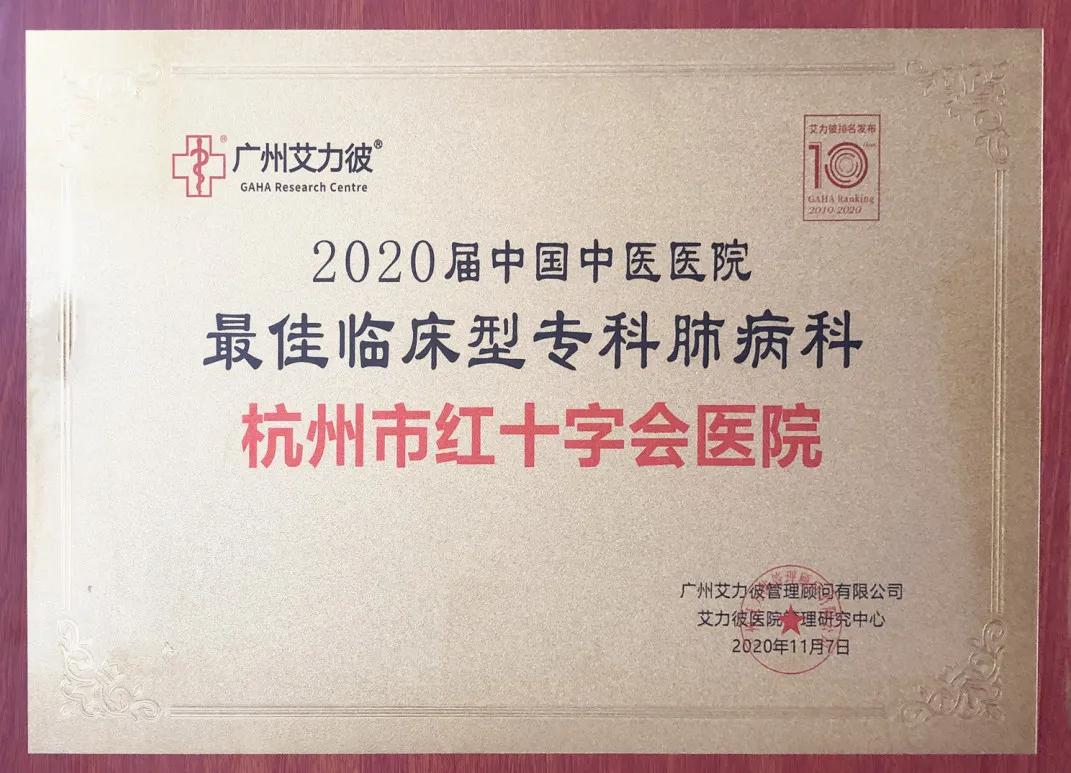 广州艾力彼®
GAHA Research Centre
艾力彼排名发布
10
GAHA Ranking
2010-2020
2020届中国中医医院
最佳临床型专科肺病科
杭州市红十字会医院
广州艾力彼管理顾问有限公司
艾力彼医院管理研究中心
2020年11月7日